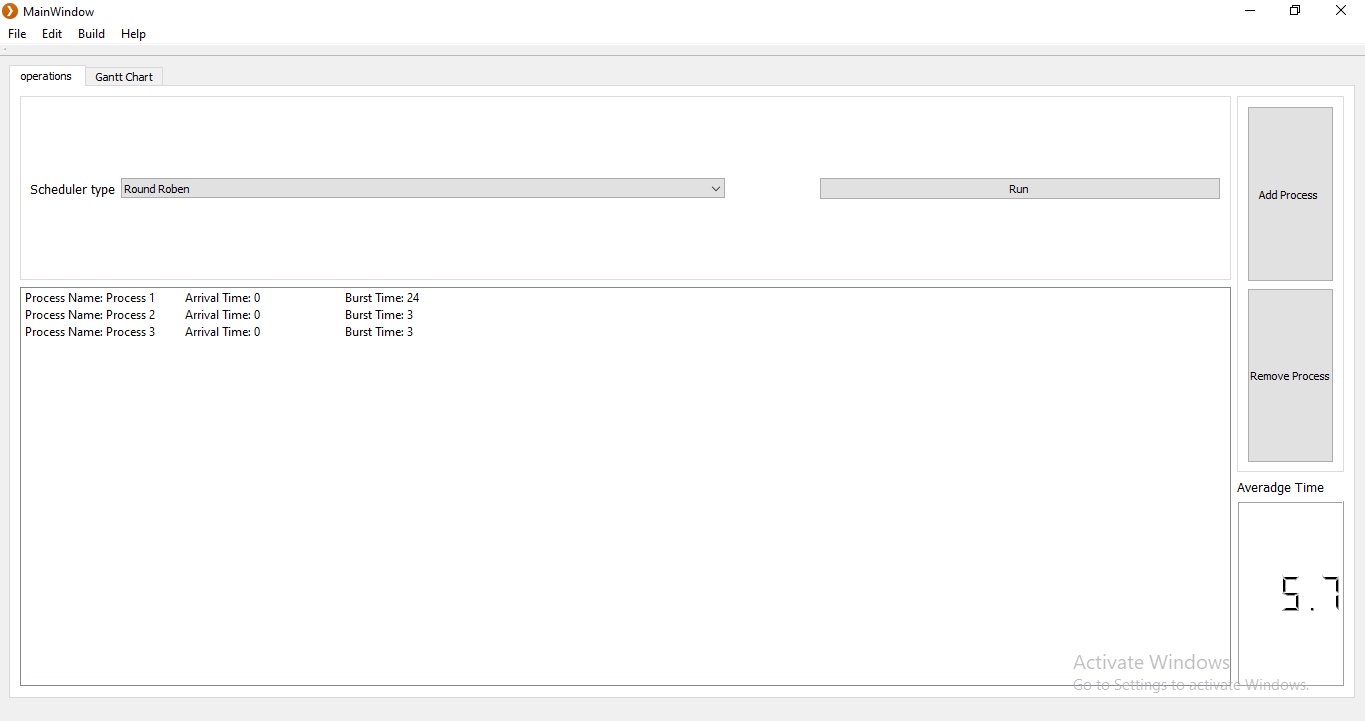 MainWindow
File Edit Build Help
operations Gantt Chart
Scheduler type Round Roben Run
Add Process
Process Name: Process 1 Arrival Time: 0 Burst Time: 24
Process Name: Process 2 Arrival Time: 0 Burst Time: 3
Process Name: Process 3 Arrival Time: 0 Burst Time: 3
Remove Process
Averadge Time
5.7
Activate Windows
Go to Settings to activate Windows.